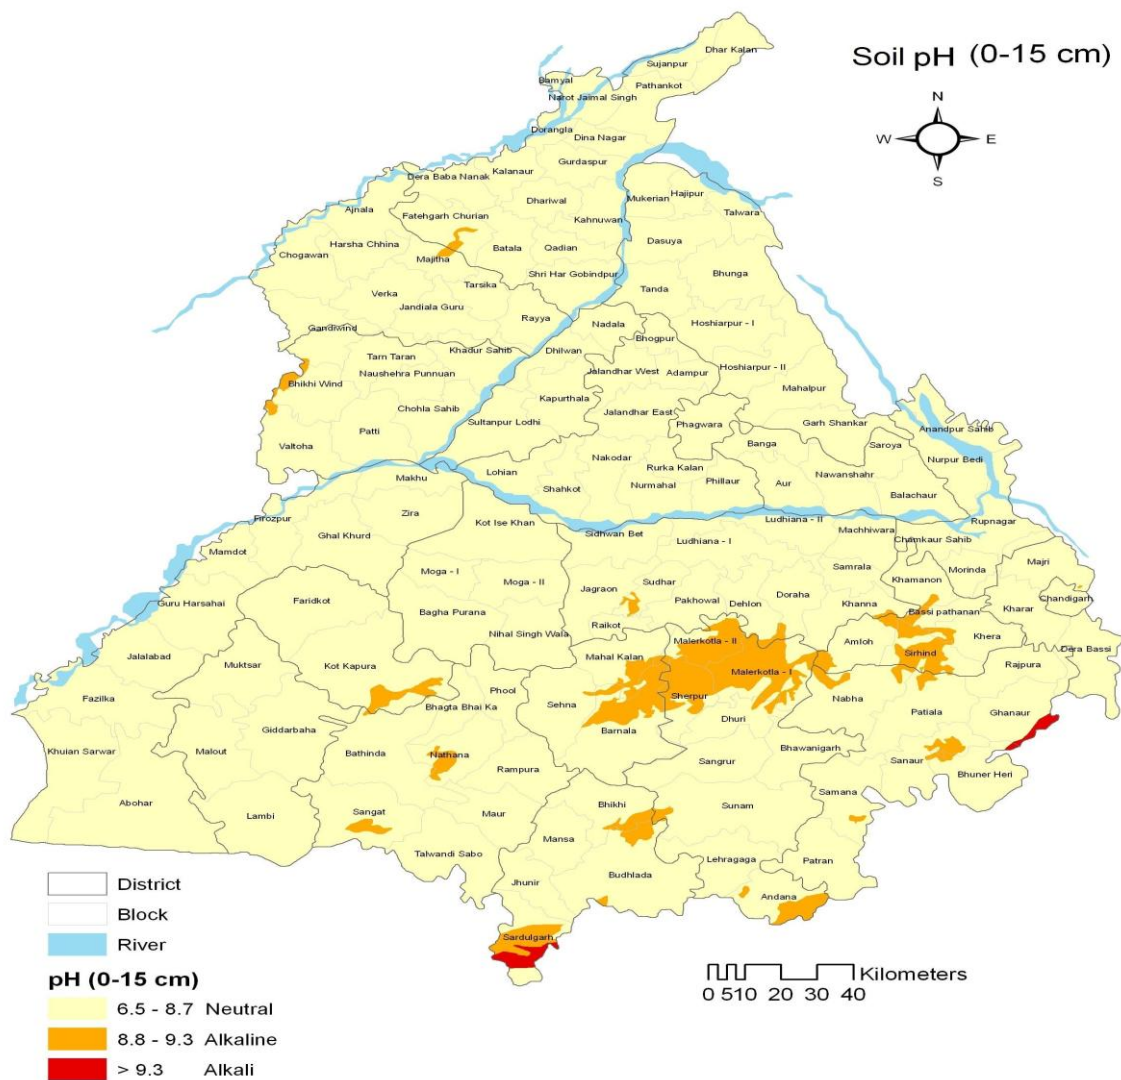 Soil pH (0-15 cm)
N
W E
S
Dhar Kalan
Sujanpur
Pathankot
Bamyal
Narot Jaimal Singh
Dorangla
Dina Nagar
Gurdaspur
Kalanaur
Dera Baba Nanak
Dhariwal
Mukerian
Hajipur
Talwara
Ajnala
Fatehgarh Churian
Kahnuwan
Harsha Chhina
Chogawan
Majitha
Batala
Qadian
Dasuya
Bhunga
Shri Har Gobindpur
Tarsika
Verka
Jandiala Guru
Tanda
Rayya
Gandiwind
Nadala
Hoshiarpur - I
Bhogpur
Khadur Sahib
Dhilwan
Tarn Taran
Naushehra Punnuan
Bhikhi Wind
Jalandhar West
Adampur
Hoshiarpur - II
Mahalpur
Kapurthala
Chohla Sahib
Jalandhar East
Sultanpur Lodhi
Phagwara
Garh Shankar
Anandpur Sahib
Patti
Valtoha
Banga
Saroya
Nurpur Bedi
Nakodar
Rurka Kalan
Lohian
Makhu
Nawanshahr
Shahkot
Nurmahal
Phillaur
Aur
Balachaur
Zira
Firozpur
Kot Ise Khan
Ludhiana - II
Rupnagar
Machhiwara
Ghal Khurd
Sidhwan Bet
Ludhiana - I
Chamkaur Sahib
Mamdot
Majri
Moga - I
Moga - II
Samrala
Morinda
Khamanon
Guru Harsahai
Faridkot
Jagraon
Sudhar
Pakhowal
Dehlon
Doraha
Khanna
Bassi pathanan
Kharar
Chandigarh
Bagha Purana
Raikot
Nihal Singh Wala
Malerkotla - II
Amloh
Khera
Sirhind
Dera Bassi
Jalalabad
Muktsar
Kot Kapura
Mahal Kalan
Malerkotla - I
Rajpura
Fazilka
Phool
Sherpur
Nabha
Bhagta Bhai Ka
Sehna
Patiala
Ghanaur
Dhuri
Giddarbaha
Barnala
Khuian Sarwar
Malout
Bathinda
Nathana
Bhawanigarh
Sangrur
Sanaur
Rampura
Bhuner Heri
Abohar
Lambi
Sangat
Maur
Bhikhi
Sunam
Samana
Mansa
Talwandi Sabo
Lehragaga
Patran
Jhunir
Budhlada
Andana
Sardulgarh
District
Block
River
pH (0-15 cm)
6.5 - 8.7 Neutral
8.8 - 9.3 Alkaline
> 9.3 Alkali
Kilometers
0 5 10 20 30 40